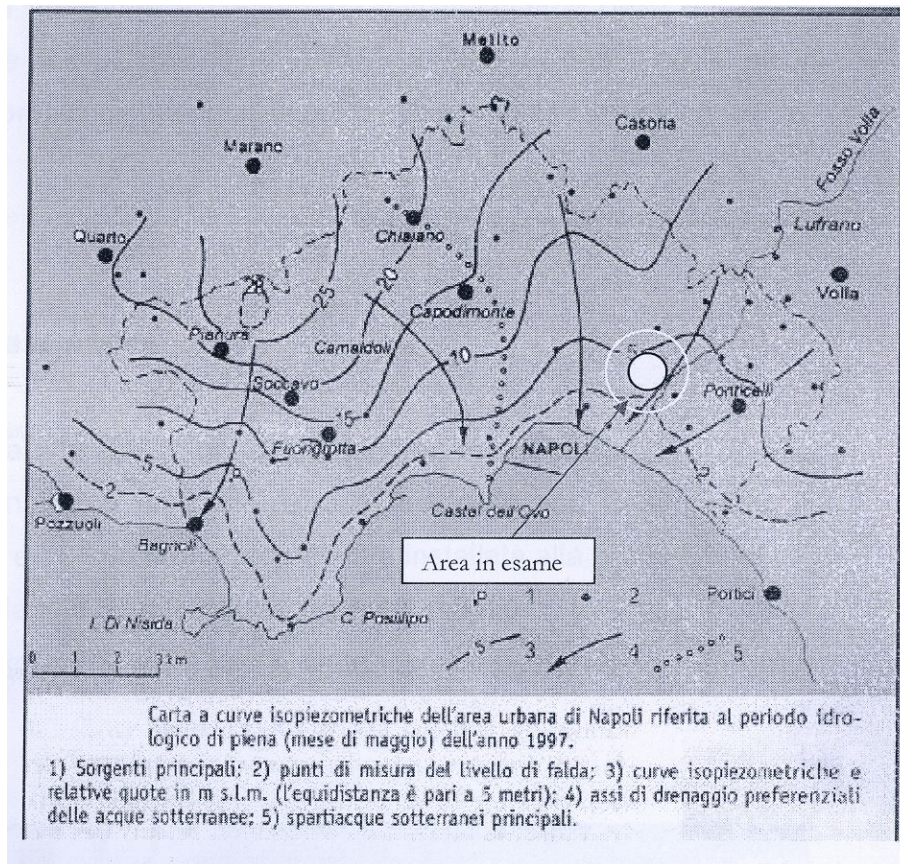 Melito
Casoria
Marano
Fosso Volla
Lufrano
Chiaiano
Quarto
Volla
28
25
20
Capodimonte
Pianura
Camaldoli
10
5
Soccavo
Ponticelli
15
Fuorigrotta
NAPOLI
5
2
2
Pozzuoli
Castel dell'Ovo
Bagnoli
Area in esame
1
2
Portici
I. Di Nisida
C. Posillipo
5
3
4
5
0 1 2 3 km
Carta a curve isopiezometriche dell'area urbana di Napoli riferita al periodo idro-
logico di piena (mese di maggio) dell'anno 1997.
1) Sorgenti principali; 2) punti di misura del livello di falda; 3) curve isopiezometriche e
relative quote in m s.l.m. (l'equidistanza è pari a 5 metri); 4) assi di drenaggio preferenziali
delle acque sotterranee; 5) spartiacque sotterranei principali.